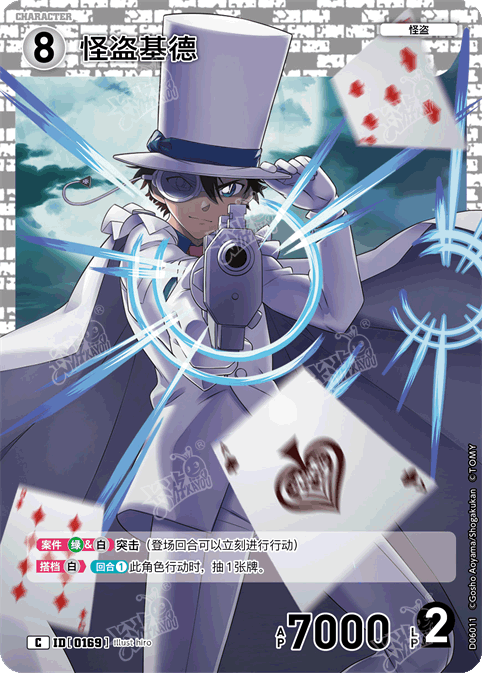 CHARACTER
8
怪盗基德
怪盗
案件 绿 & 白 突击（登场回合可以立刻进行行动）
搭档 白 回合1 此角色行动时，抽1张牌。
C ID[0169] illust hiro
AP 7000
LP 2
D06011 ©Gosho Aoyama/Shogakukan ©TOMY